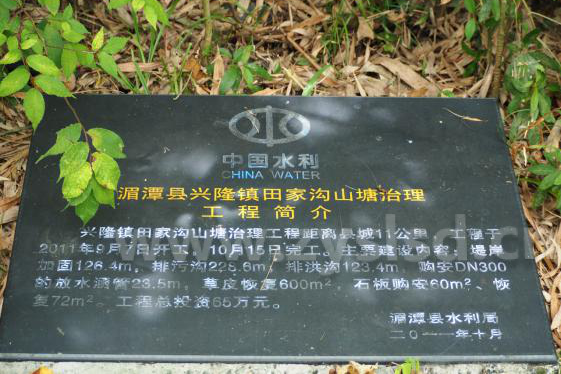 中国水利
CHINA WATER
湄潭县兴隆镇田家沟山塘治理
工程简介
兴隆镇田家沟山塘治理工程距离县城11公里，工程于
2011年9月7日开工，10月15日完工。主要建设内容：堤岸
加固126.4m，排污沟228.6m，排洪沟123.4m，购安DN300
的放水涵管23.5m，草皮恢复600m²，石板购安60m²、恢
复72m²，工程总投资65万元。
湄潭县水利局
二〇一一年十月